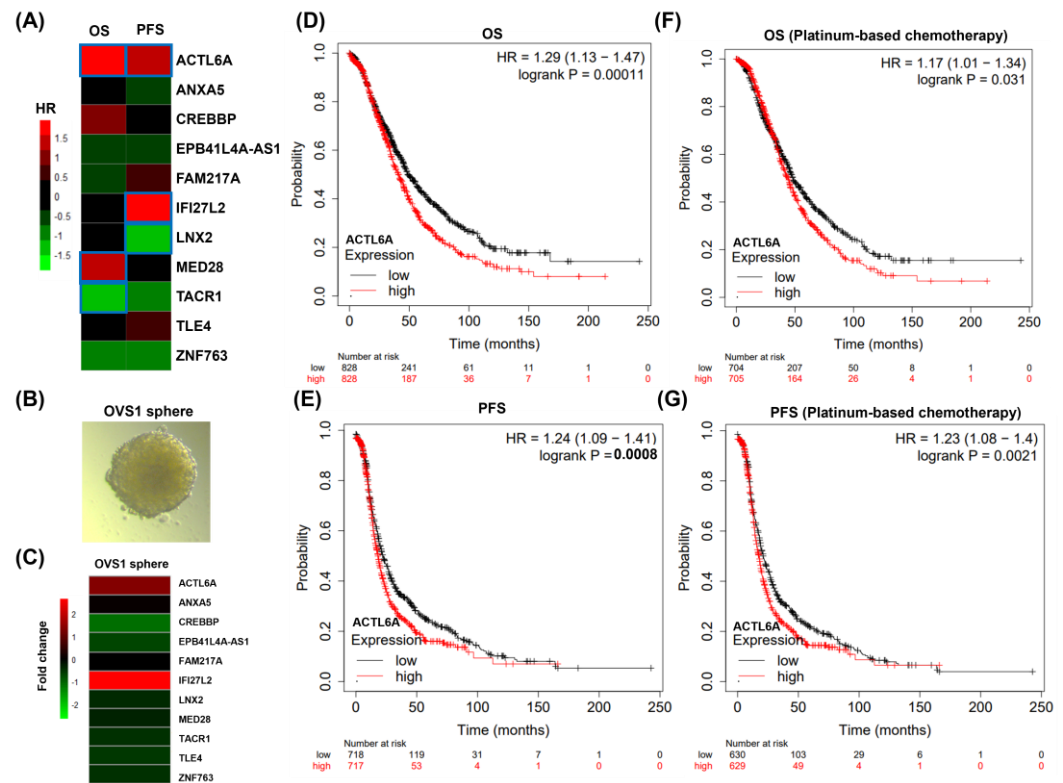 (A)
OS PFS
ACTL6A
ANXA5
CREBBP
EPB41L4A-AS1
FAM217A
IFI27L2
LNX2
MED28
TACR1
TLE4
ZNF763
HR
1.5
1
0.5
0
-0.5
-1
-1.5
(B)
OVS1 sphere
(C)
OVS1 sphere
ACTL6A
ANXA5
CREBBP
EPB41L4A-AS1
FAM217A
IFI27L2
LNX2
MED28
TACR1
TLE4
ZNF763
Fold change
2
1
0
-1
-2
(D)
OS
HR = 1.29 (1.13 − 1.47)
logrank P = 0.00011
Probability
1.0
0.8
0.6
0.4
0.2
0.0
ACTL6A
Expression
low
high
0 50 100 150 200 250
Time (months)
Number at risk
low 828 241 61 11 1 0
high 828 187 36 7 1 0
(E)
PFS
HR = 1.24 (1.09 − 1.41)
logrank P = 0.0008
Probability
1.0
0.8
0.6
0.4
0.2
0.0
ACTL6A
Expression
low
high
0 50 100 150 200 250
Time (months)
Number at risk
low 718 119 31 7 1 0
high 717 53 4 1 0 0
(F)
OS (Platinum-based chemotherapy)
HR = 1.17 (1.01 − 1.34)
logrank P = 0.031
Probability
1.0
0.8
0.6
0.4
0.2
0.0
ACTL6A
Expression
low
high
0 50 100 150 200 250
Time (months)
Number at risk
low 704 207 50 8 1 0
high 705 164 26 4 1 0
(G)
PFS (Platinum-based chemotherapy)
HR = 1.23 (1.08 − 1.4)
logrank P = 0.0021
Probability
1.0
0.8
0.6
0.4
0.2
0.0
ACTL6A
Expression
low
high
0 50 100 150 200 250
Time (months)
Number at risk
low 630 103 29 6 1 0
high 629 49 4 1 0 0